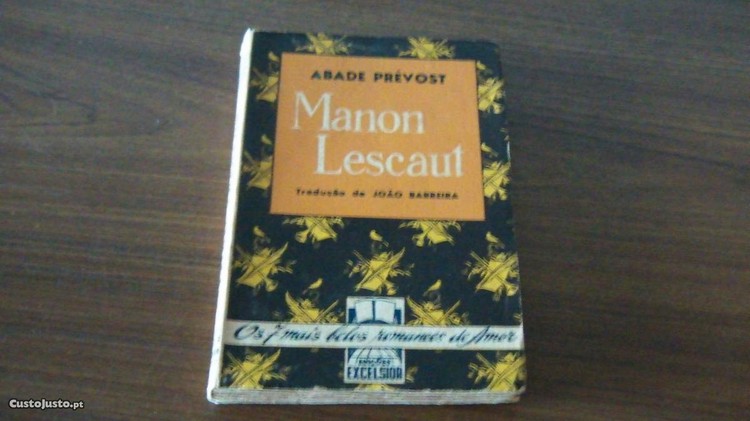 ABADE PRÉVOST
Manon
Lescaut
Tradução de JOÃO BARREIRA
Os 7 mais belos romances de Amor
EDIÇÕES
EXCELSIOR
CustoJusto.pt